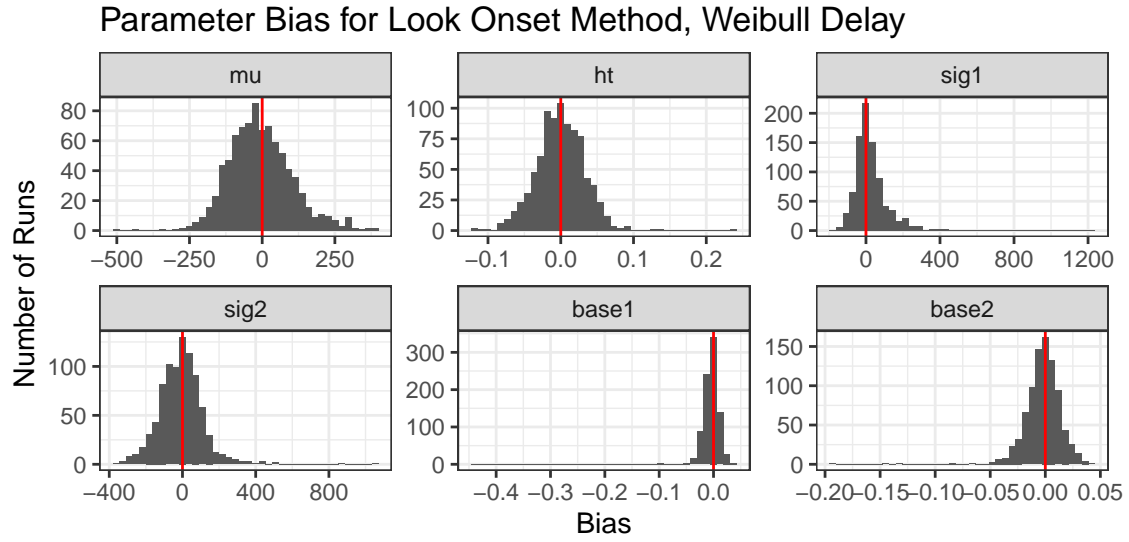 Parameter Bias for Look Onset Method, Weibull Delay
mu ht sig1
80 60 40 20 0
100 75 50 25 0
200 150 100 50 0
−500 −250 0 250
−0.1 0.0 0.1 0.2
0 400 800 1200
Number of Runs
sig2 base1 base2
100 50 0
300 200 100 0
150 100 50 0
−400 0 400 800
−0.4 −0.3 −0.2 −0.1 0.0
−0.20 −0.15 −0.10 −0.05 0.00 0.05
Bias